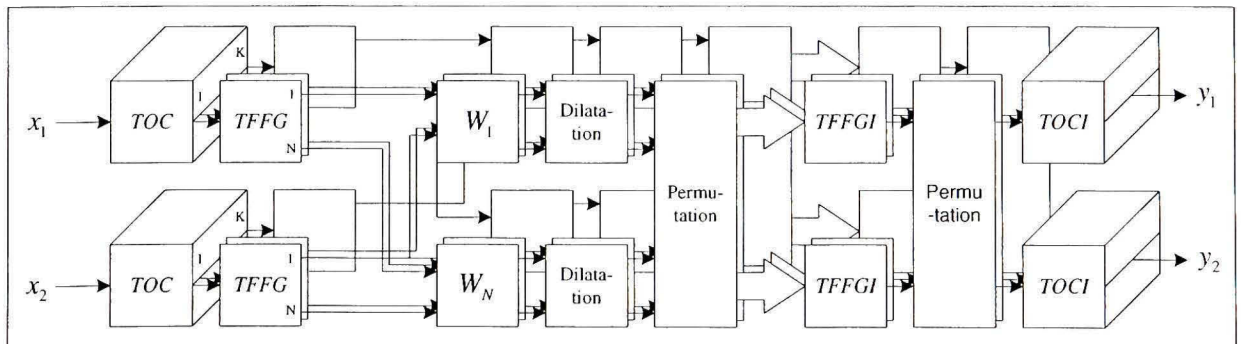 x1
TOC
K
I
TFFG
I
N
W1
Dilata-
tion
Permu-
tation
TFFGI
Permu
-tation
TOCI
y1
x2
TOC
K
I
TFFG
I
N
WN
Dilata-
tion
TFFGI
TOCI
y2